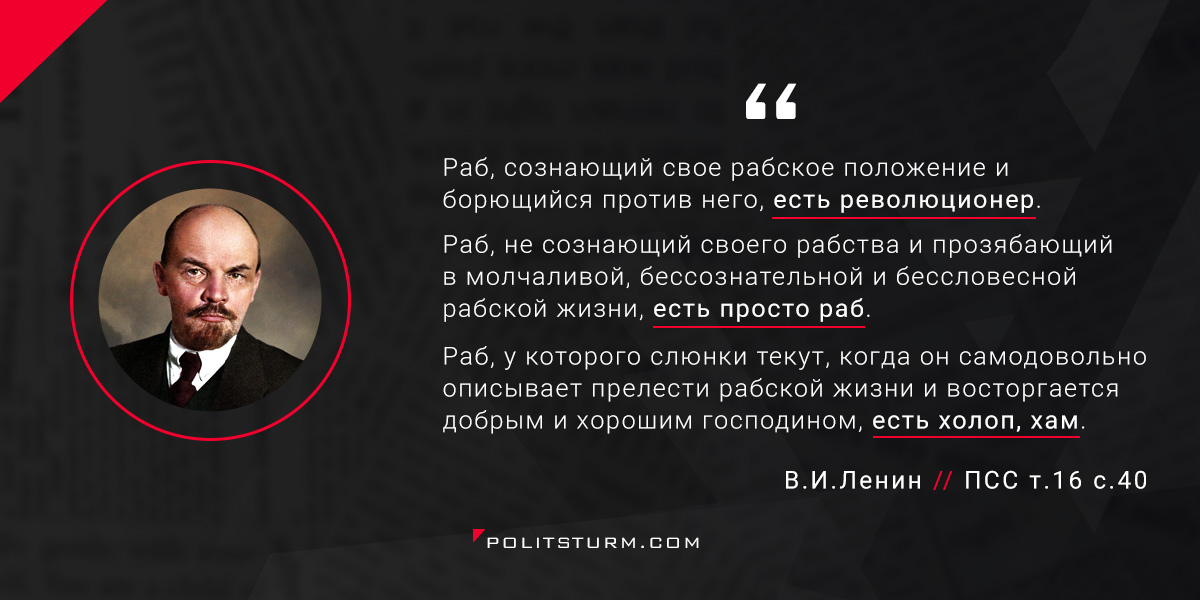 “
Раб, сознающий свое рабское положение и
борющийся против него, есть революционер.
Раб, не сознающий своего рабства и прозябающий
в молчаливой, бессознательной и бессловесной
рабской жизни, есть просто раб.
Раб, у которого слюнки текут, когда он самодовольно
описывает прелести рабской жизни и восторгается
добрым и хорошим господином, есть холоп, хам.
В.И.Ленин // ПСС т.16 с.40
POLITSTURM.COM